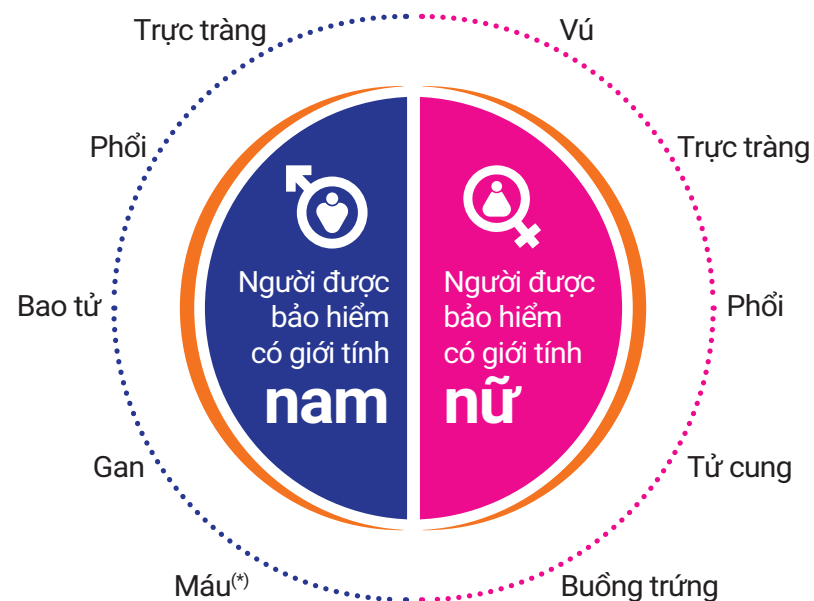 Trực tràng
Vú
Phổi
Trực tràng
Người được
bảo hiểm
có giới tính
nam
Người được
bảo hiểm
có giới tính
nữ
Bao tử
Phổi
Gan
Tử cung
Máu(*)
Buồng trứng